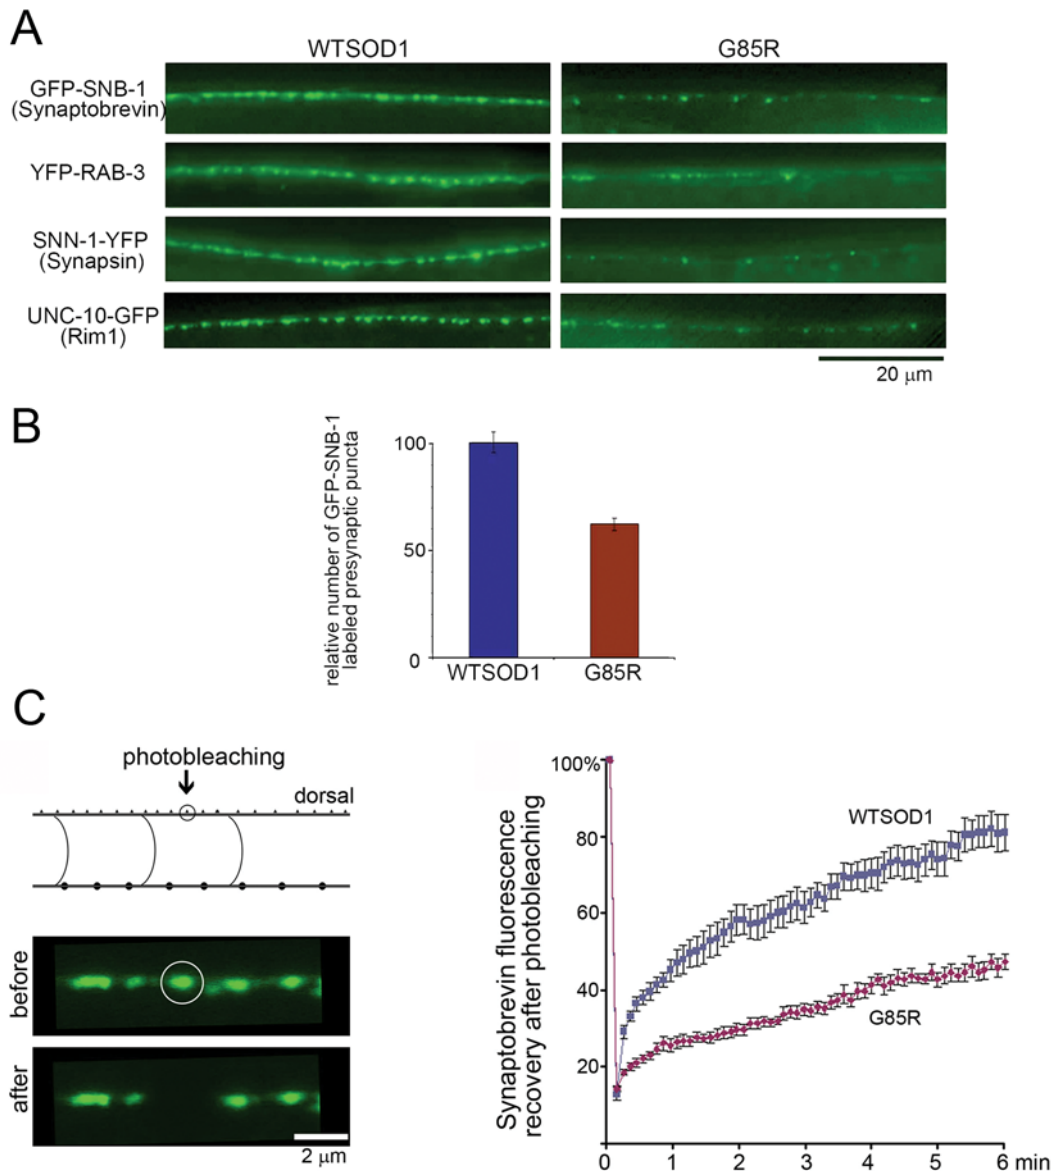 A
WTSOD1 G85R
GFP-SNB-1
(Synaptobrevin)
YFP-RAB-3
SNN-1-YFP
(Synapsin)
UNC-10-GFP
(Rim1)
20 μm
B
relative number of GFP-SNB-1
labeled presynaptic puncta
100
50
0
WTSOD1 G85R
C
photobleaching
dorsal
before
after
2 μm
Synaptobrevin fluorescence
recovery after photobleaching
100%
80
60
40
20
WTSOD1
G85R
0 1 2 3 4 5 6 min